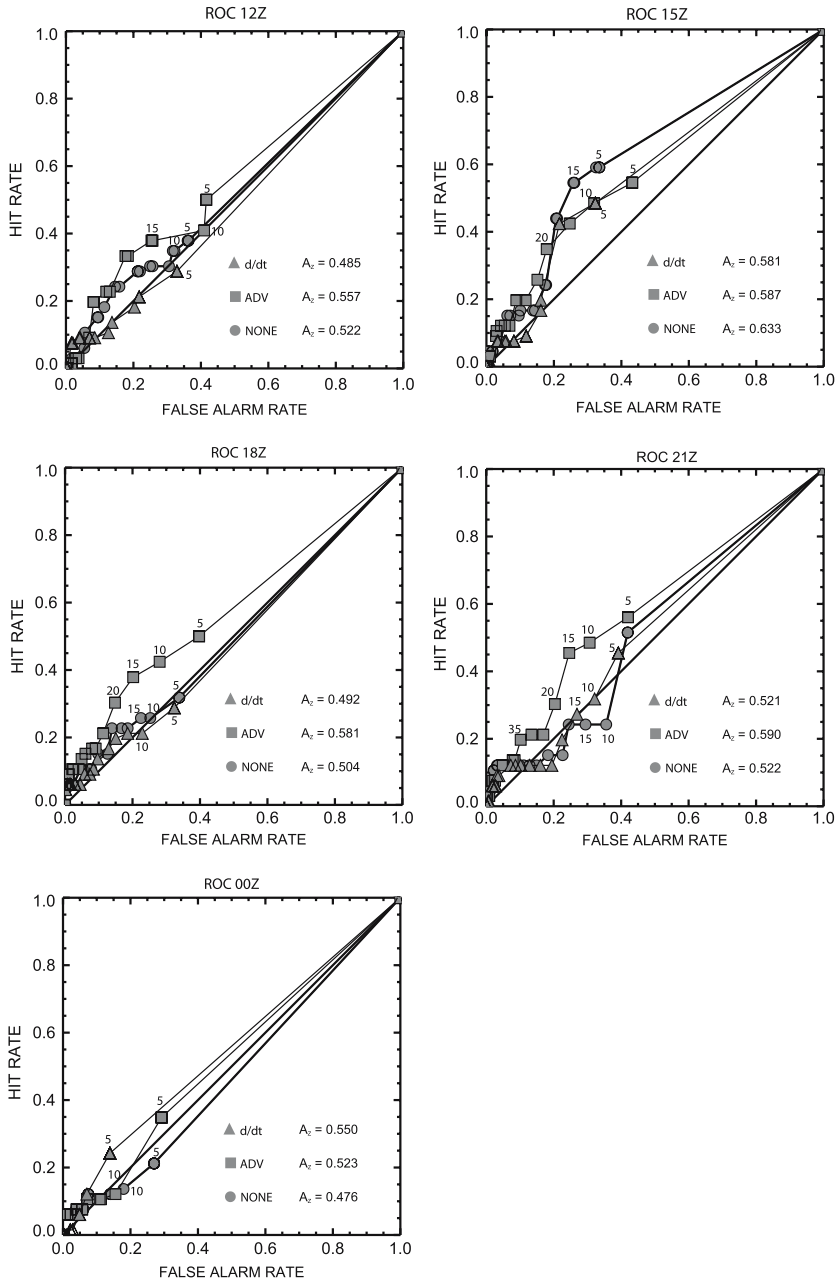 ROC 12Z
1.0
0.8
0.6
0.4
0.2
0.0
HIT RATE
5
15
10
5
10
5
d/dt Az = 0.485
ADV Az = 0.557
NONE Az = 0.522
0.0 0.2 0.4 0.6 0.8 1.0
FALSE ALARM RATE
ROC 15Z
1.0
0.8
0.6
0.4
0.2
0.0
HIT RATE
5
15
5
10
5
20
d/dt Az = 0.581
ADV Az = 0.587
NONE Az = 0.633
0.0 0.2 0.4 0.6 0.8 1.0
FALSE ALARM RATE
ROC 18Z
1.0
0.8
0.6
0.4
0.2
0.0
HIT RATE
5
10
15
20
5
15 10
5
10
d/dt Az = 0.492
ADV Az = 0.581
NONE Az = 0.504
0.0 0.2 0.4 0.6 0.8 1.0
FALSE ALARM RATE
ROC 21Z
1.0
0.8
0.6
0.4
0.2
0.0
HIT RATE
5
10
15
5
20
10
15
35
15 10
d/dt Az = 0.521
ADV Az = 0.590
NONE Az = 0.522
0.0 0.2 0.4 0.6 0.8 1.0
FALSE ALARM RATE
ROC 00Z
1.0
0.8
0.6
0.4
0.2
0.0
HIT RATE
5
5
5
10
10
d/dt Az = 0.550
ADV Az = 0.523
NONE Az = 0.476
0.0 0.2 0.4 0.6 0.8 1.0
FALSE ALARM RATE